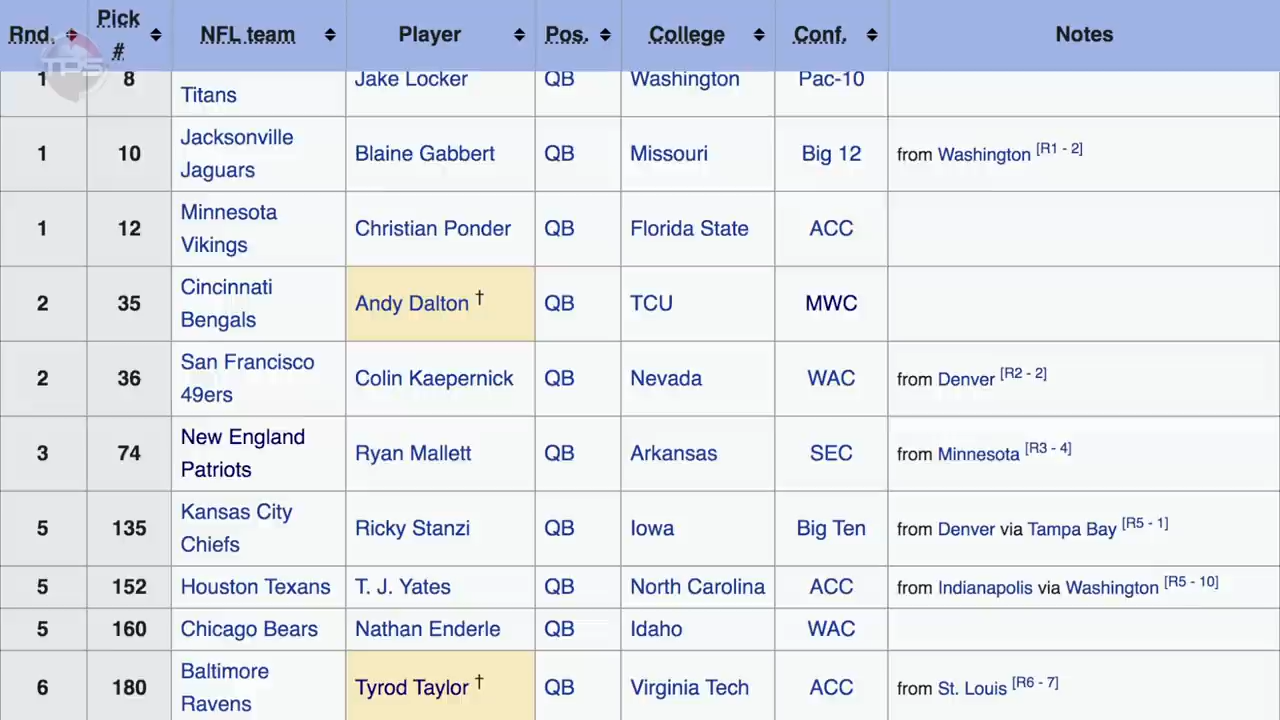 Rnd. Pick # NFL team Player Pos. College Conf. Notes
TPS
1 8 Titans Jake Locker QB Washington Pac-10
1 10 Jacksonville Jaguars Blaine Gabbert QB Missouri Big 12 from Washington [R1 - 2]
1 12 Minnesota Vikings Christian Ponder QB Florida State ACC
2 35 Cincinnati Bengals Andy Dalton † QB TCU MWC
2 36 San Francisco 49ers Colin Kaepernick QB Nevada WAC from Denver [R2 - 2]
3 74 New England Patriots Ryan Mallett QB Arkansas SEC from Minnesota [R3 - 4]
5 135 Kansas City Chiefs Ricky Stanzi QB Iowa Big Ten from Denver via Tampa Bay [R5 - 1]
5 152 Houston Texans T. J. Yates QB North Carolina ACC from Indianapolis via Washington [R5 - 10]
5 160 Chicago Bears Nathan Enderle QB Idaho WAC
6 180 Baltimore Ravens Tyrod Taylor † QB Virginia Tech ACC from St. Louis [R6 - 7]